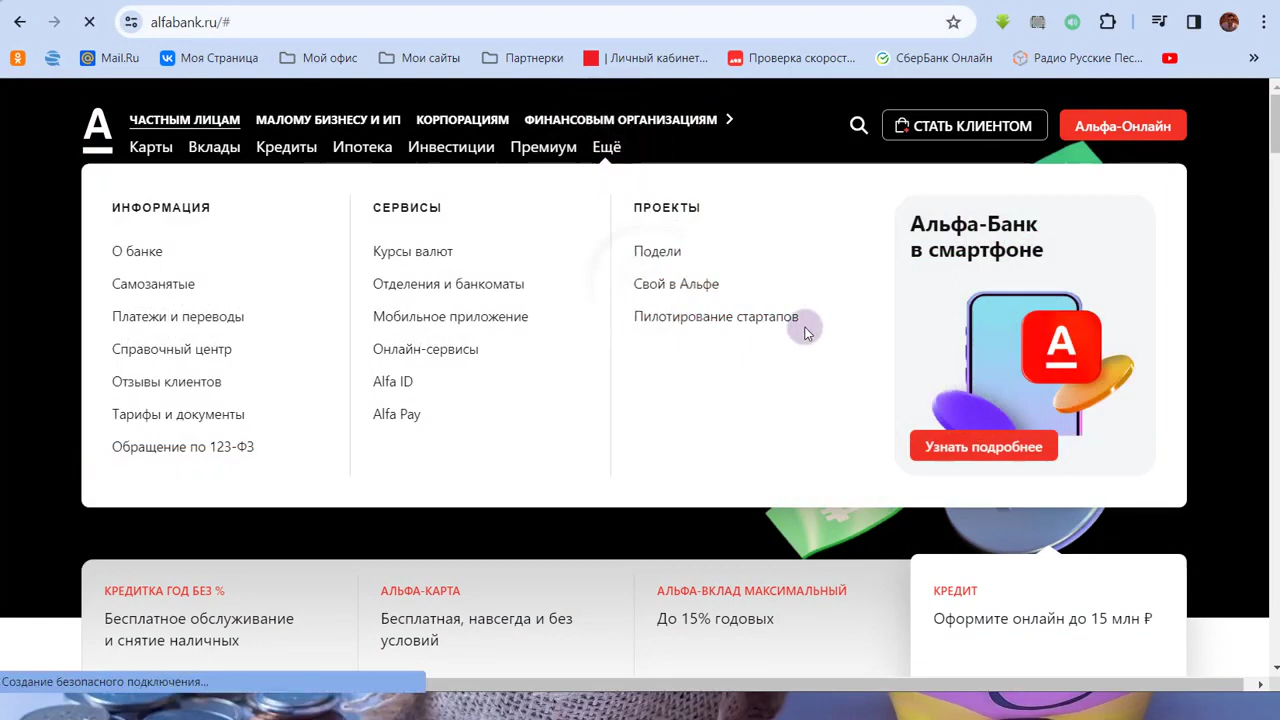 alfabank.ru/#
Mail.Ru
Моя Страница
Мой офис
Мои сайты
Партнерки
| Личный кабинет...
Проверка скорост...
СберБанк Онлайн
Радио Русские Пес...
»
А
ЧАСТНЫМ ЛИЦАМ
МАЛОМУ БИЗНЕСУ И ИП
КОРПОРАЦИЯМ
ФИНАНСОВЫМ ОРГАНИЗАЦИЯМ
СТАТЬ КЛИЕНТОМ
Альфа-Онлайн
Карты
Вклады
Кредиты
Ипотека
Инвестиции
Премиум
Ещё
ИНФОРМАЦИЯ
О банке
Самозанятые
Платежи и переводы
Справочный центр
Отзывы клиентов
Тарифы и документы
Обращение по 123-ФЗ
СЕРВИСЫ
Курсы валют
Отделения и банкоматы
Мобильное приложение
Онлайн-сервисы
Alfa ID
Alfa Pay
ПРОЕКТЫ
Подели
Свой в Альфе
Пилотирование стартапов
Альфа-Банк
в смартфоне
А
Узнать подробнее
КРЕДИТКА ГОД БЕЗ %
Бесплатное обслуживание
и снятие наличных
АЛЬФА-КАРТА
Бесплатная, навсегда и без
условий
АЛЬФА-ВКЛАД МАКСИМАЛЬНЫЙ
До 15% годовых
КРЕДИТ
Оформите онлайн до 15 млн ₽
Создание безопасного подключения...